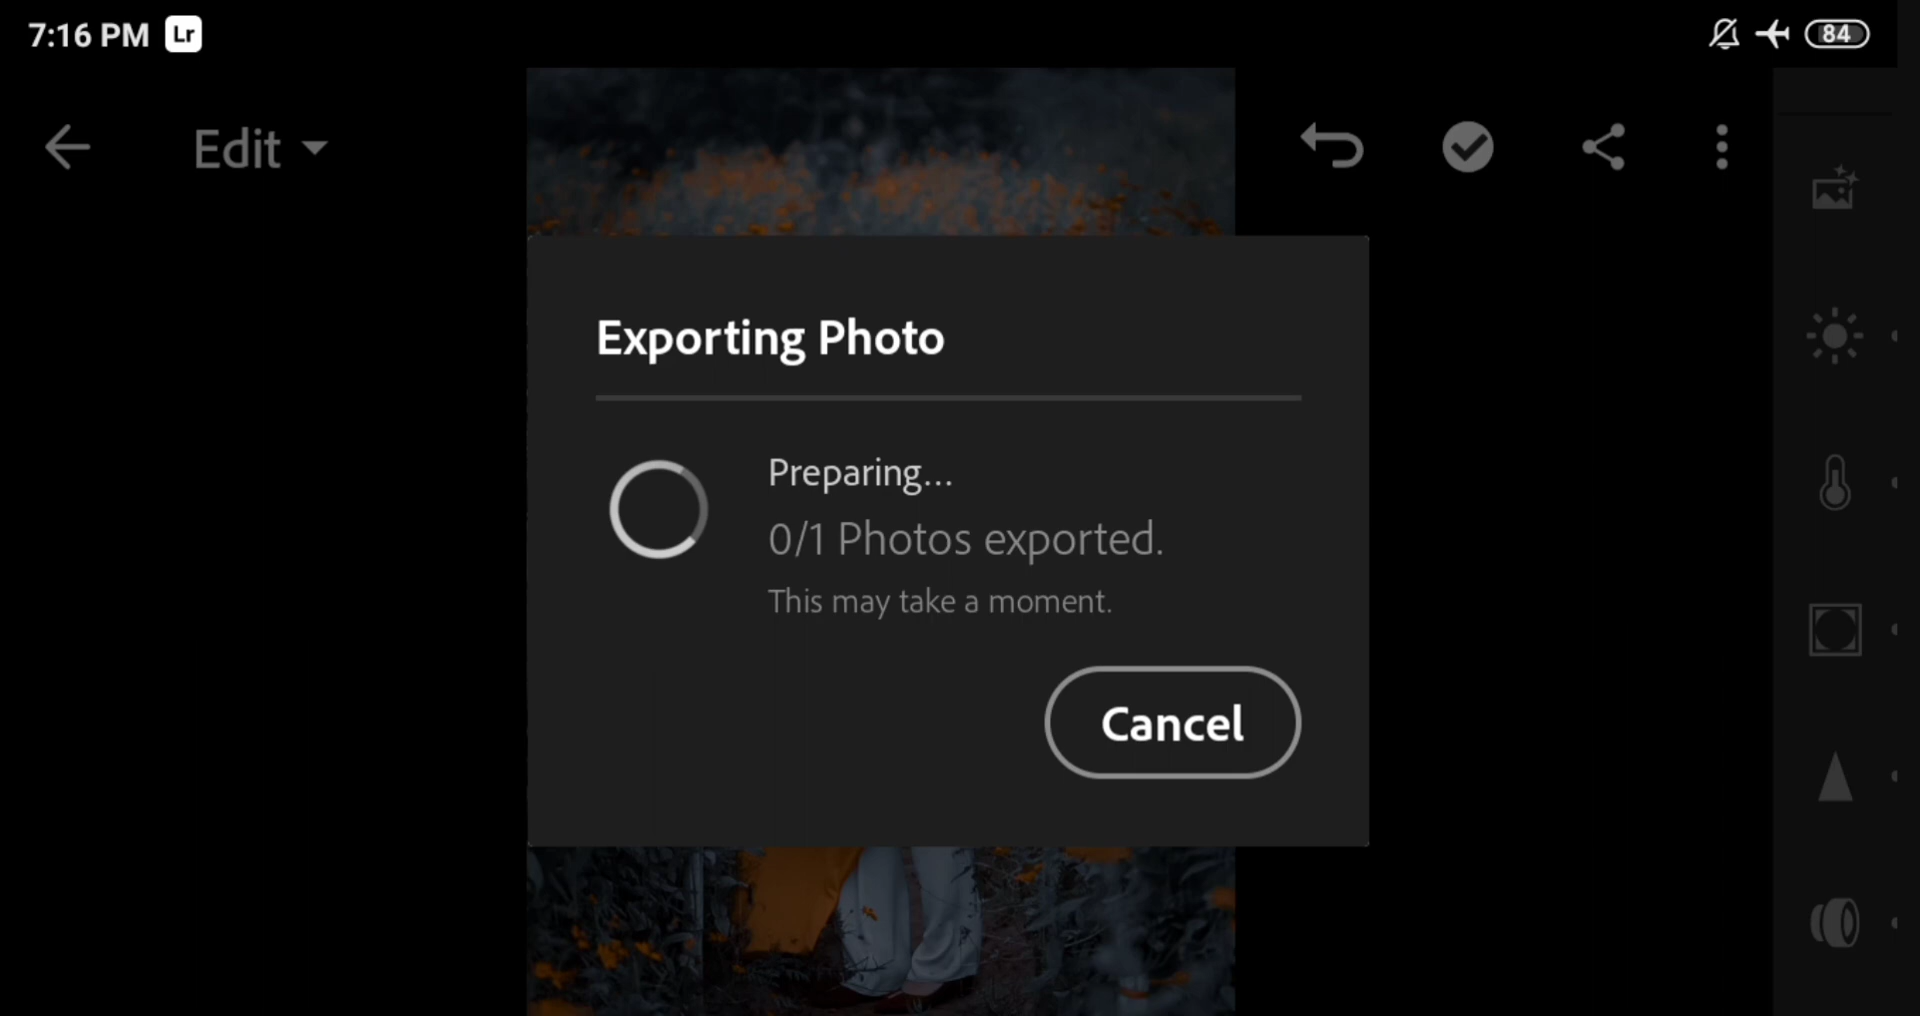 7:16 PM Lr 84
Edit
Exporting Photo
Preparing...
0/1 Photos exported.
This may take a moment.
Cancel